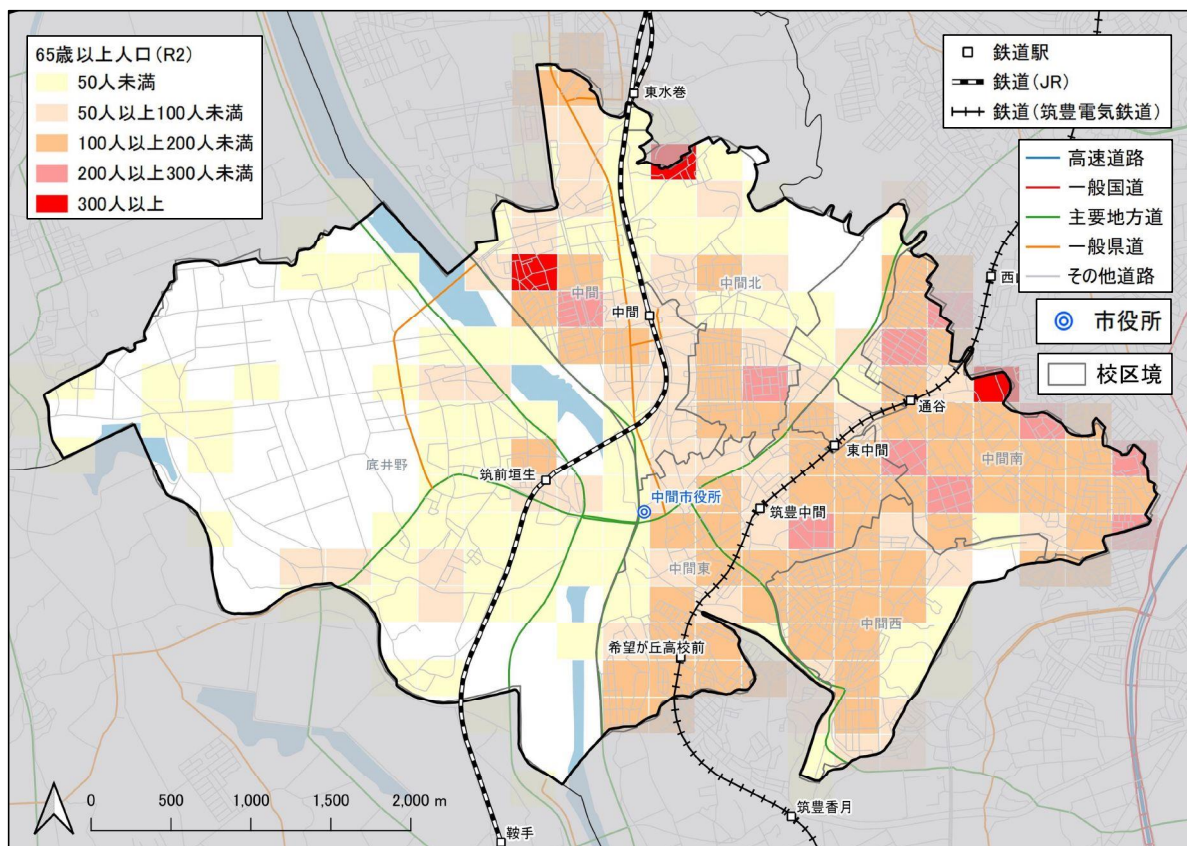 65歳以上人口(R2)
50人未満
50人以上100人未満
100人以上200人未満
200人以上300人未満
300人以上
鉄道駅
鉄道(JR)
鉄道(筑豊電気鉄道)
高速道路
一般国道
主要地方道
一般県道
その他道路
市役所
校区境
東水巻
西山
中間北
中間
中間
通谷
東中間
中間南
底井野
筑前垣生
中間市役所
筑豊中間
中間東
中間西
希望が丘高校前
筑豊香月
鞍手
0 500 1,000 1,500 2,000 m